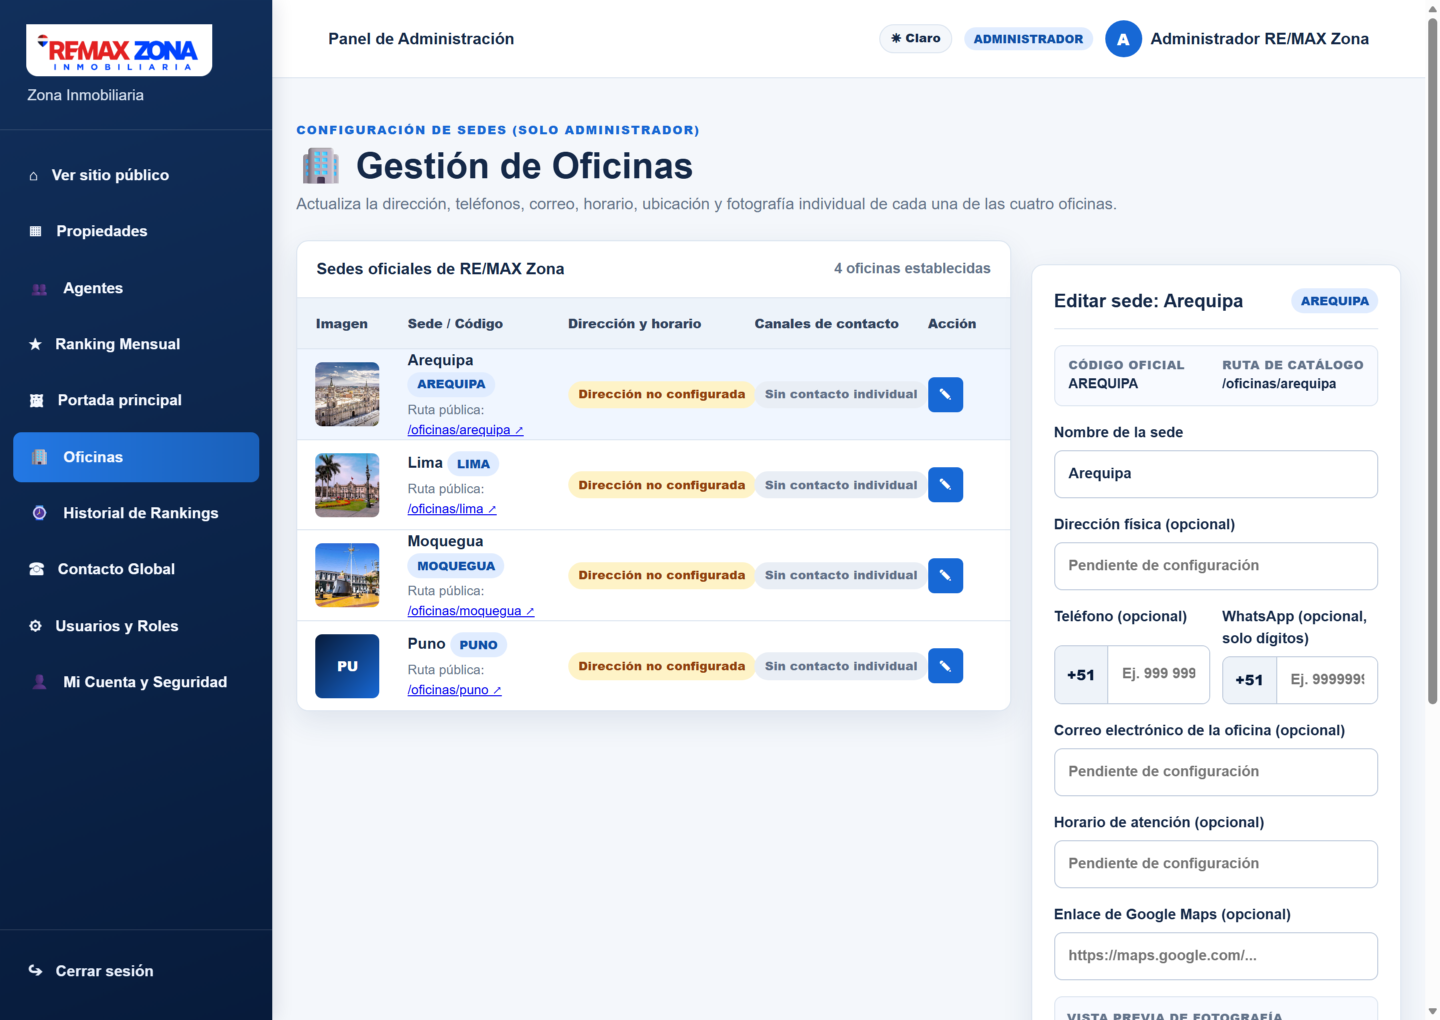 REMAX ZONA
INMOBILIARIA
Zona Inmobiliaria
Ver sitio público
Propiedades
Agentes
Ranking Mensual
Portada principal
Oficinas
Historial de Rankings
Contacto Global
Usuarios y Roles
Mi Cuenta y Seguridad
Cerrar sesión
Panel de Administración
Claro
ADMINISTRADOR
A
Administrador RE/MAX Zona
CONFIGURACIÓN DE SEDES (SOLO ADMINISTRADOR)
Gestión de Oficinas
Actualiza la dirección, teléfonos, correo, horario, ubicación y fotografía individual de cada una de las cuatro oficinas.
Sedes oficiales de RE/MAX Zona
4 oficinas establecidas
Imagen Sede / Código Dirección y horario Canales de contacto Acción
Arequipa
AREQUIPA
Ruta pública:
/oficinas/arequipa ↗
Dirección no configurada Sin contacto individual
Lima LIMA
Ruta pública:
/oficinas/lima ↗
Dirección no configurada Sin contacto individual
Moquegua
MOQUEGUA
Ruta pública:
/oficinas/moquegua ↗
Dirección no configurada Sin contacto individual
PU
Puno PUNO
Ruta pública:
/oficinas/puno ↗
Dirección no configurada Sin contacto individual
Editar sede: Arequipa
AREQUIPA
CÓDIGO OFICIAL
AREQUIPA
RUTA DE CATÁLOGO
/oficinas/arequipa
Nombre de la sede
Arequipa
Dirección física (opcional)
Pendiente de configuración
Teléfono (opcional)
+51 Ej. 999 999
WhatsApp (opcional,
solo dígitos)
+51 Ej. 9999999
Correo electrónico de la oficina (opcional)
Pendiente de configuración
Horario de atención (opcional)
Pendiente de configuración
Enlace de Google Maps (opcional)
https://maps.google.com/...
VISTA PREVIA DE FOTOGRAFÍA